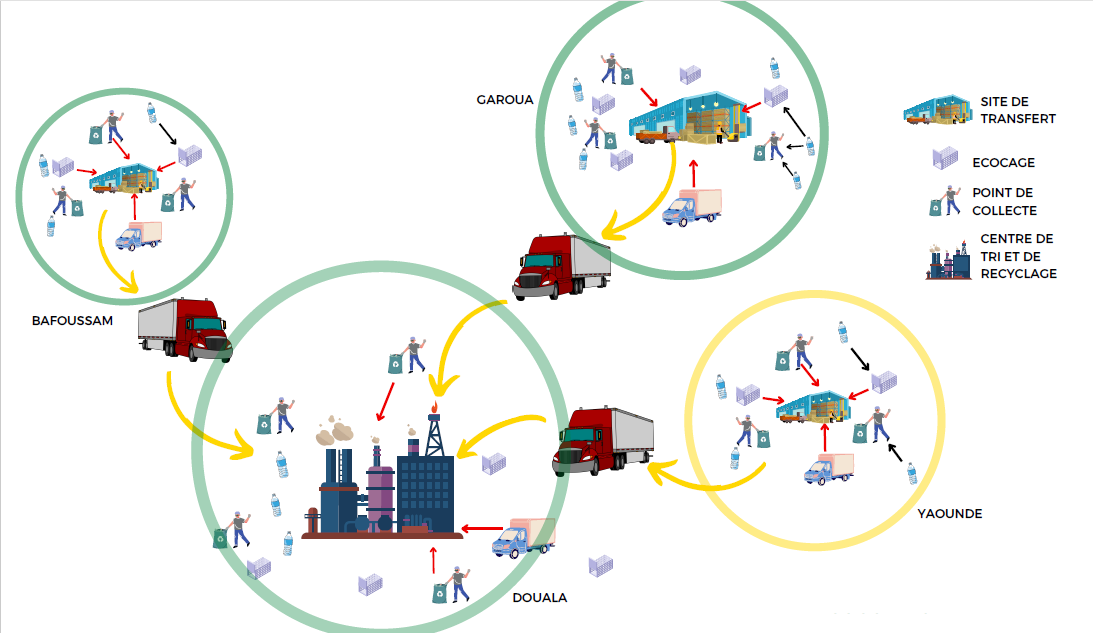 GAROUA
SITE DE
TRANSFERT
ECOCAGE
POINT DE
COLLECTE
CENTRE DE
TRI ET DE
RECYCLAGE
BAFOUSSAM
YAOUNDE
DOUALA